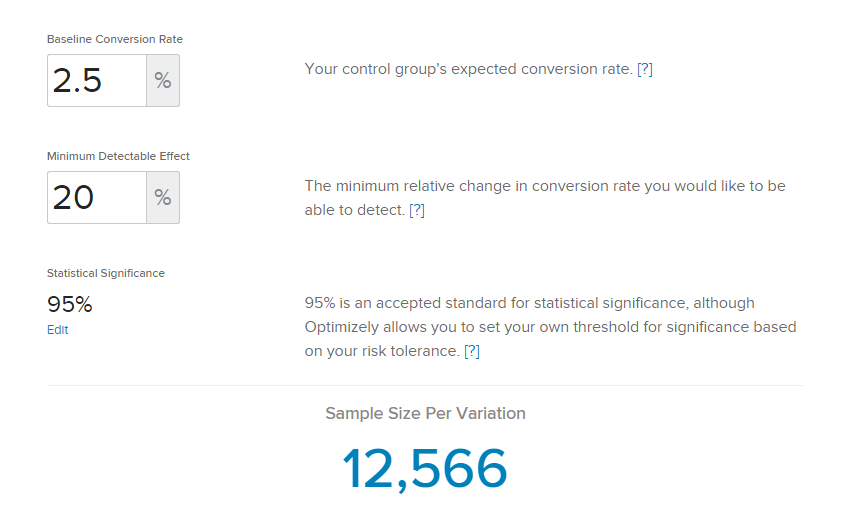 Baseline Conversion Rate
2.5 %
Your control group's expected conversion rate. [?]
Minimum Detectable Effect
20 %
The minimum relative change in conversion rate you would like to be
able to detect. [?]
Statistical Significance
95%
Edit
95% is an accepted standard for statistical significance, although
Optimizely allows you to set your own threshold for significance based
on your risk tolerance. [?]
Sample Size Per Variation
12,566